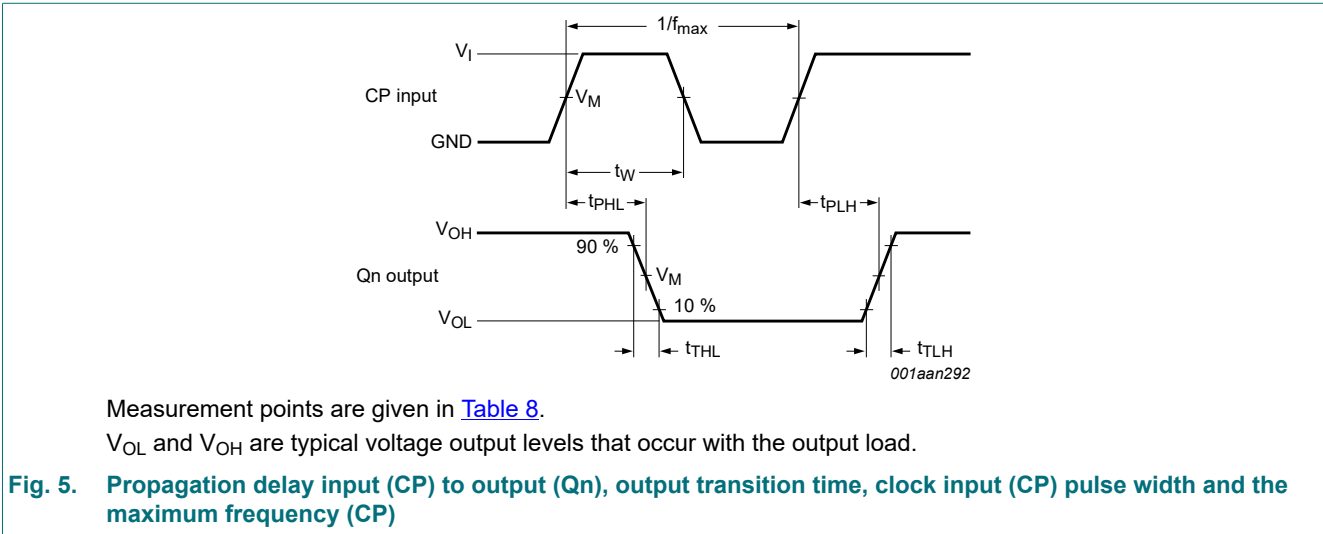 1/fmax
VI
CP input
VM
GND
tW
tPHL
tPLH
VOH
90 %
Qn output
VM
10 %
VOL
tTHL
tTLH
001aan292
Measurement points are given in Table 8.
VOL and VOH are typical voltage output levels that occur with the output load.
Fig. 5. Propagation delay input (CP) to output (Qn), output transition time, clock input (CP) pulse width and the
maximum frequency (CP)